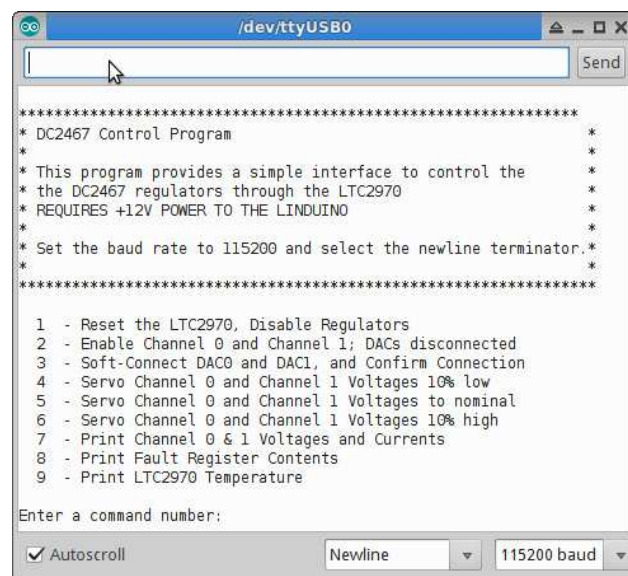 /dev/ttyUSB0
Send
****************************************************************
* DC2467 Control Program *
* *
* This program provides a simple interface to control the *
* the DC2467 regulators through the LTC2970 *
* REQUIRES +12V POWER TO THE LINDUINO *
* *
* Set the baud rate to 115200 and select the newline terminator.*
* *
******************************************************************
1 - Reset the LTC2970, Disable Regulators
2 - Enable Channel 0 and Channel 1; DACs disconnected
3 - Soft-Connect DAC0 and DAC1, and Confirm Connection
4 - Servo Channel 0 and Channel 1 Voltages 10% low
5 - Servo Channel 0 and Channel 1 Voltages to nominal
6 - Servo Channel 0 and Channel 1 Voltages 10% high
7 - Print Channel 0 & 1 Voltages and Currents
8 - Print Fault Register Contents
9 - Print LTC2970 Temperature
Enter a command number:
Autoscroll
Newline
115200 baud